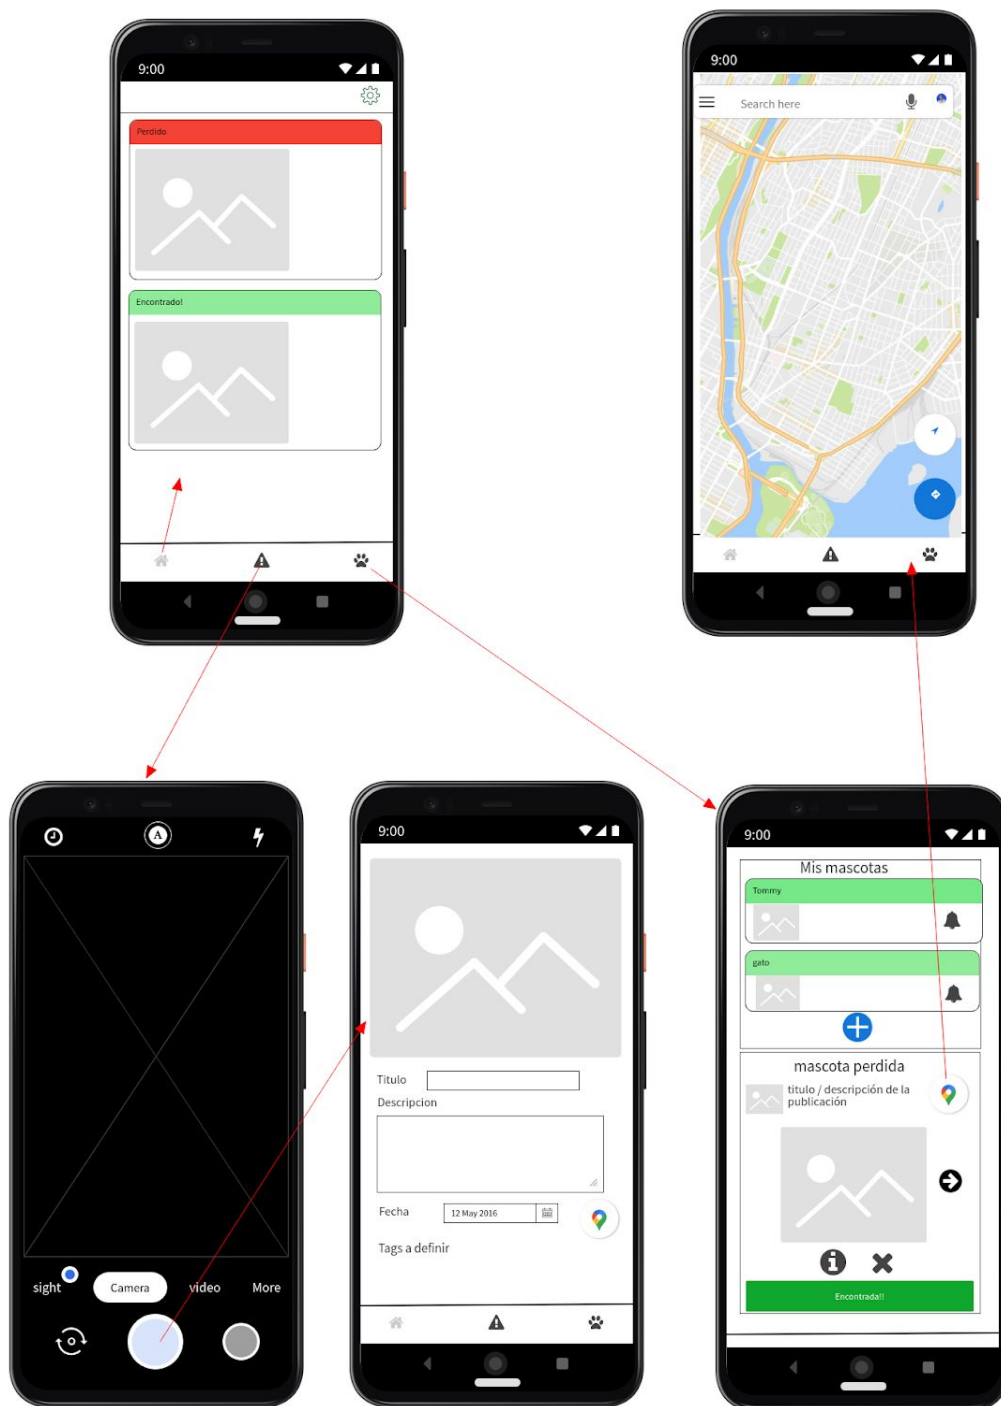 9:00
Perdido
Encontrado!
9:00
Search here
A
sight
Camera
video
More
9:00
Titulo
Descripcion
Fecha
12 May 2016
Tags a definir
9:00
Mis mascotas
Tommy
gato
mascota perdida
titulo / descripción de la
publicación
Encontrada!!